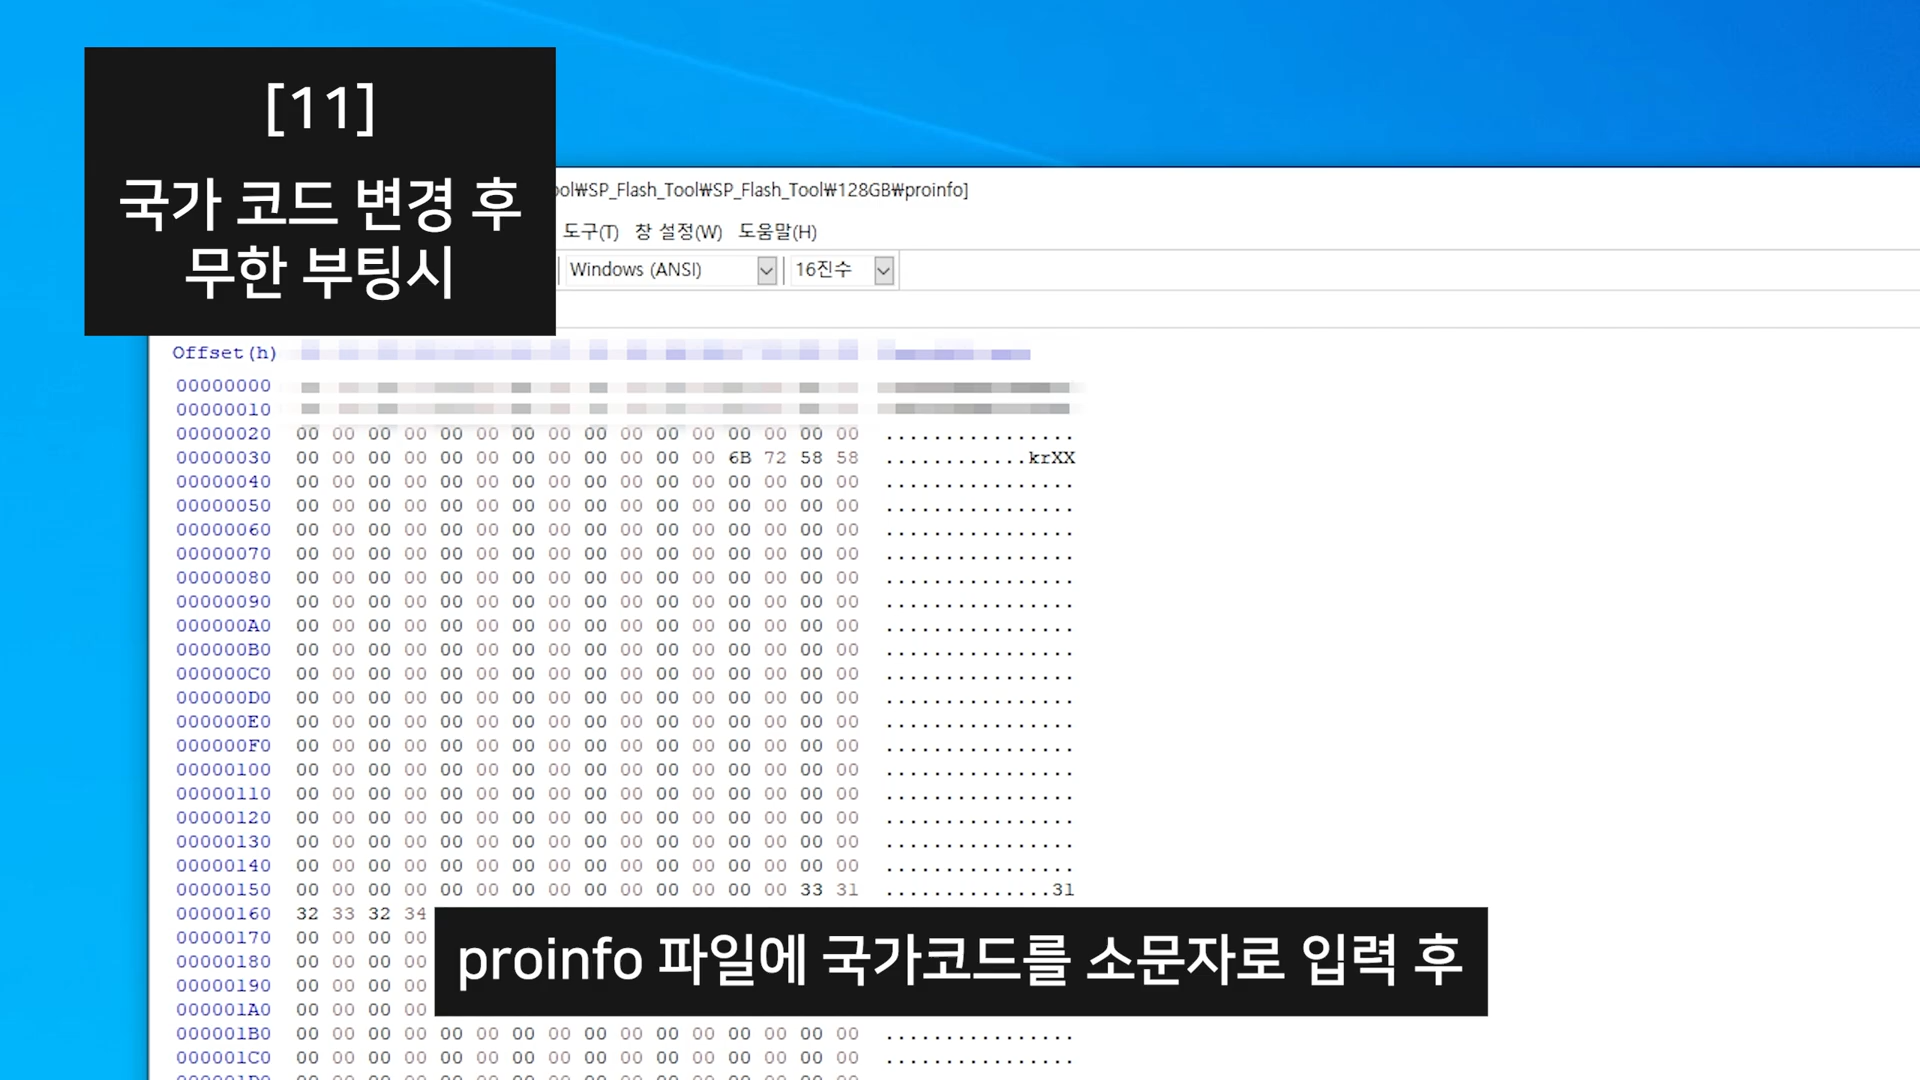 [11]
국가 코드 변경 후
무한 부팅시
ool₩SP_Flash_Tool₩SP_Flash_Tool₩128GB₩proinfo]
도구(T) 창 설정(W) 도움말(H)
Windows (ANSI) 16진수
Offset(h)
00000000
00000010
00000020 00 00 00 00 00 00 00 00 00 00 00 00 00 00 00 00 ................
00000030 00 00 00 00 00 00 00 00 00 00 00 00 6B 72 58 58 ............krXX
00000040 00 00 00 00 00 00 00 00 00 00 00 00 00 00 00 00 ................
00000050 00 00 00 00 00 00 00 00 00 00 00 00 00 00 00 00 ................
00000060 00 00 00 00 00 00 00 00 00 00 00 00 00 00 00 00 ................
00000070 00 00 00 00 00 00 00 00 00 00 00 00 00 00 00 00 ................
00000080 00 00 00 00 00 00 00 00 00 00 00 00 00 00 00 00 ................
00000090 00 00 00 00 00 00 00 00 00 00 00 00 00 00 00 00 ................
000000A0 00 00 00 00 00 00 00 00 00 00 00 00 00 00 00 00 ................
000000B0 00 00 00 00 00 00 00 00 00 00 00 00 00 00 00 00 ................
000000C0 00 00 00 00 00 00 00 00 00 00 00 00 00 00 00 00 ................
000000D0 00 00 00 00 00 00 00 00 00 00 00 00 00 00 00 00 ................
000000E0 00 00 00 00 00 00 00 00 00 00 00 00 00 00 00 00 ................
000000F0 00 00 00 00 00 00 00 00 00 00 00 00 00 00 00 00 ................
00000100 00 00 00 00 00 00 00 00 00 00 00 00 00 00 00 00 ................
00000110 00 00 00 00 00 00 00 00 00 00 00 00 00 00 00 00 ................
00000120 00 00 00 00 00 00 00 00 00 00 00 00 00 00 00 00 ................
00000130 00 00 00 00 00 00 00 00 00 00 00 00 00 00 00 00 ................
00000140 00 00 00 00 00 00 00 00 00 00 00 00 00 00 00 00 ................
00000150 00 00 00 00 00 00 00 00 00 00 00 00 00 00 33 31 ..............31
00000160 32 33 32 34
00000170 00 00 00 00
00000180 00 00 00 00
00000190 00 00 00 00
000001A0 00 00 00 00
proinfo 파일에 국가코드를 소문자로 입력 후
000001B0 00 00 00 00 00 00 00 00 00 00 00 00 00 00 00 00 ................
000001C0 00 00 00 00 00 00 00 00 00 00 00 00 00 00 00 00 ................